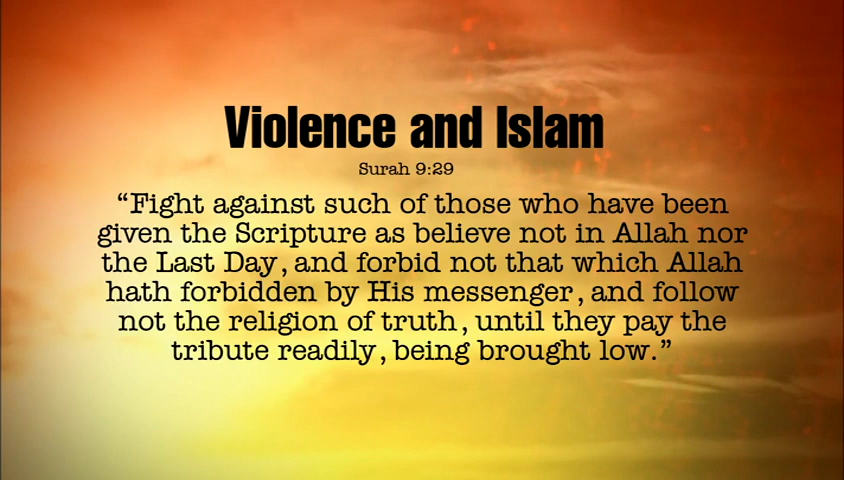 Violence and Islam
Surah 9:29
“Fight against such of those who have been
given the Scripture as believe not in Allah nor
the Last Day, and forbid not that which Allah
hath forbidden by His messenger, and follow
not the religion of truth, until they pay the
tribute readily, being brought low.”